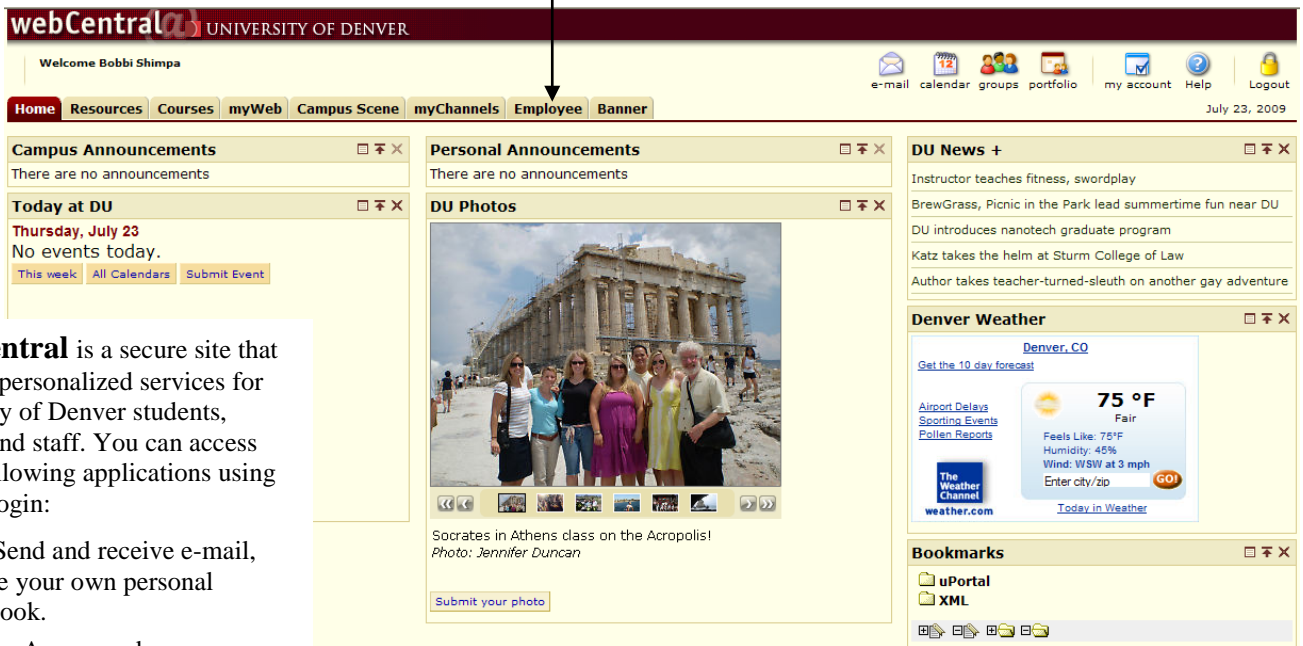 webCentral@ UNIVERSITY OF DENVER
Welcome Bobbi Shimpa
e-mail calendar groups portfolio my account Help Logout
Home Resources Courses myWeb Campus Scene myChannels Employee Banner
July 23, 2009
Campus Announcements
There are no announcements
Today at DU
Thursday, July 23
No events today.
This week All Calendars Submit Event
entral is a secure site that
personalized services for
y of Denver students,
nd staff. You can access
llowing applications using
ogin:
Send and receive e-mail,
e your own personal
ook.
Personal Announcements
There are no announcements
DU Photos
Socrates in Athens class on the Acropolis!
Photo: Jennifer Duncan
Submit your photo
DU News +
Instructor teaches fitness, swordplay
BrewGrass, Picnic in the Park lead summertime fun near DU
DU introduces nanotech graduate program
Katz takes the helm at Sturm College of Law
Author takes teacher-turned-sleuth on another gay adventure
Denver Weather
Denver, CO
Get the 10 day forecast
Airport Delays
Sporting Events
Pollen Reports
75 °F
Fair
Feels Like: 75°F
Humidity: 45%
Wind: WSW at 3 mph
Enter city/zip GO!
The
Weather
Channel
weather.com
Today in Weather
Bookmarks
uPortal
XML